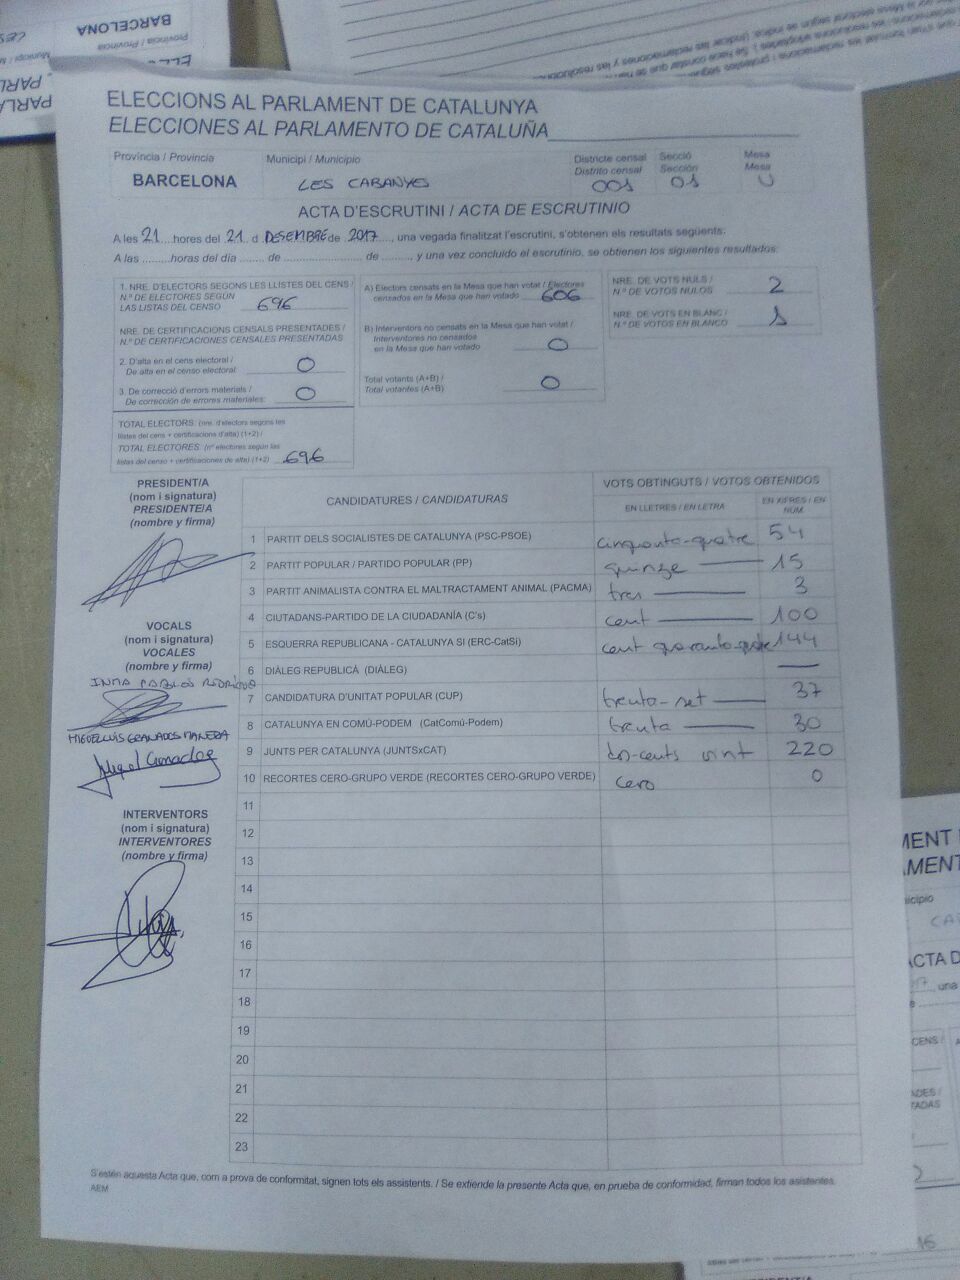 BARCELONA
Província / Provincia
ELECCIONS AL PARLAMENT DE CATALUNYA
ELECCIONES AL PARLAMENTO DE CATALUÑA
Província / Provincia Municipi / Municipio Districte censal Secció Mesa
Distrito censal Sección Mesa
BARCELONA LES CABANYES 001 01 U
ACTA D'ESCRUTINI / ACTA DE ESCRUTINIO
A les 21 hores del 21 d DESEMBRE de 2017, una vegada finalitzat l'escrutini, s'obtenen els resultats següents:
A las ......... horas del día ....... de .................... de ........, y una vez concluido el escrutinio, se obtienen los siguientes resultados:
1. NRE. D'ELECTORS SEGONS LES LLISTES DEL CENS /
N.º DE ELECTORES SEGÚN
LAS LISTAS DEL CENSO 696
NRE. DE CERTIFICACIONS CENSALS PRESENTADES /
N.º DE CERTIFICACIONES CENSALES PRESENTADAS
2. D'alta en el cens electoral /
De alta en el censo electoral: 0
3. De correcció d'errors materials /
De corrección de errores materiales: 0
TOTAL ELECTORS: (nre. d'electors segons les
llistes del cens + certificacions d'alta) (1+2) /
TOTAL ELECTORES: (nº electores según las
listas del censo + certificaciones de alta) (1+2) 696
A) Electors censats en la Mesa que han votat / Electores
censados en la Mesa que han votado 606
B) Interventors no censats en la Mesa que han votat /
Interventores no censados
en la Mesa que han votado 0
Total votants (A+B) /
Total votantes (A+B) 0
NRE. DE VOTS NULS /
N.º DE VOTOS NULOS 2
NRE. DE VOTS EN BLANC /
N.º DE VOTOS EN BLANCO 1
PRESIDENT/A
(nom i signatura)
PRESIDENTE/A
(nombre y firma)
VOCALS
(nom i signatura)
VOCALES
(nombre y firma)
INMA PABLOS RODRÍGUEZ
MIGUEL LUIS GRANADOS MANERA
Miquel Granados
INTERVENTORS
(nom i signatura)
INTERVENTORES
(nombre y firma)
CANDIDATURES / CANDIDATURAS VOTS OBTINGUTS / VOTOS OBTENIDOS
EN LLETRES / EN LETRA EN XIFRES / EN NÚM.
1 PARTIT DELS SOCIALISTES DE CATALUNYA (PSC-PSOE) cinquanta-quatre 54
2 PARTIT POPULAR / PARTIDO POPULAR (PP) quinze 15
3 PARTIT ANIMALISTA CONTRA EL MALTRACTAMENT ANIMAL (PACMA) tres 3
4 CIUTADANS-PARTIDO DE LA CIUDADANÍA (C's) cent 100
5 ESQUERRA REPUBLICANA - CATALUNYA SI (ERC-CatSí) cent quaranta-quatre 144
6 DIÀLEG REPUBLICÀ (DIÀLEG) —
7 CANDIDATURA D'UNITAT POPULAR (CUP) trenta-set 37
8 CATALUNYA EN COMÚ-PODEM (CatComú-Podem) trenta 30
9 JUNTS PER CATALUNYA (JUNTSxCAT) dos-cents vint 220
10 RECORTES CERO-GRUPO VERDE (RECORTES CERO-GRUPO VERDE) cero 0
11
12
13
14
15
16
17
18
19
20
21
22
23
S'estén aquesta Acta que, com a prova de conformitat, signen tots els assistents. / Se extiende la presente Acta que, en prueba de conformidad, firman todos los asistentes.
AEM